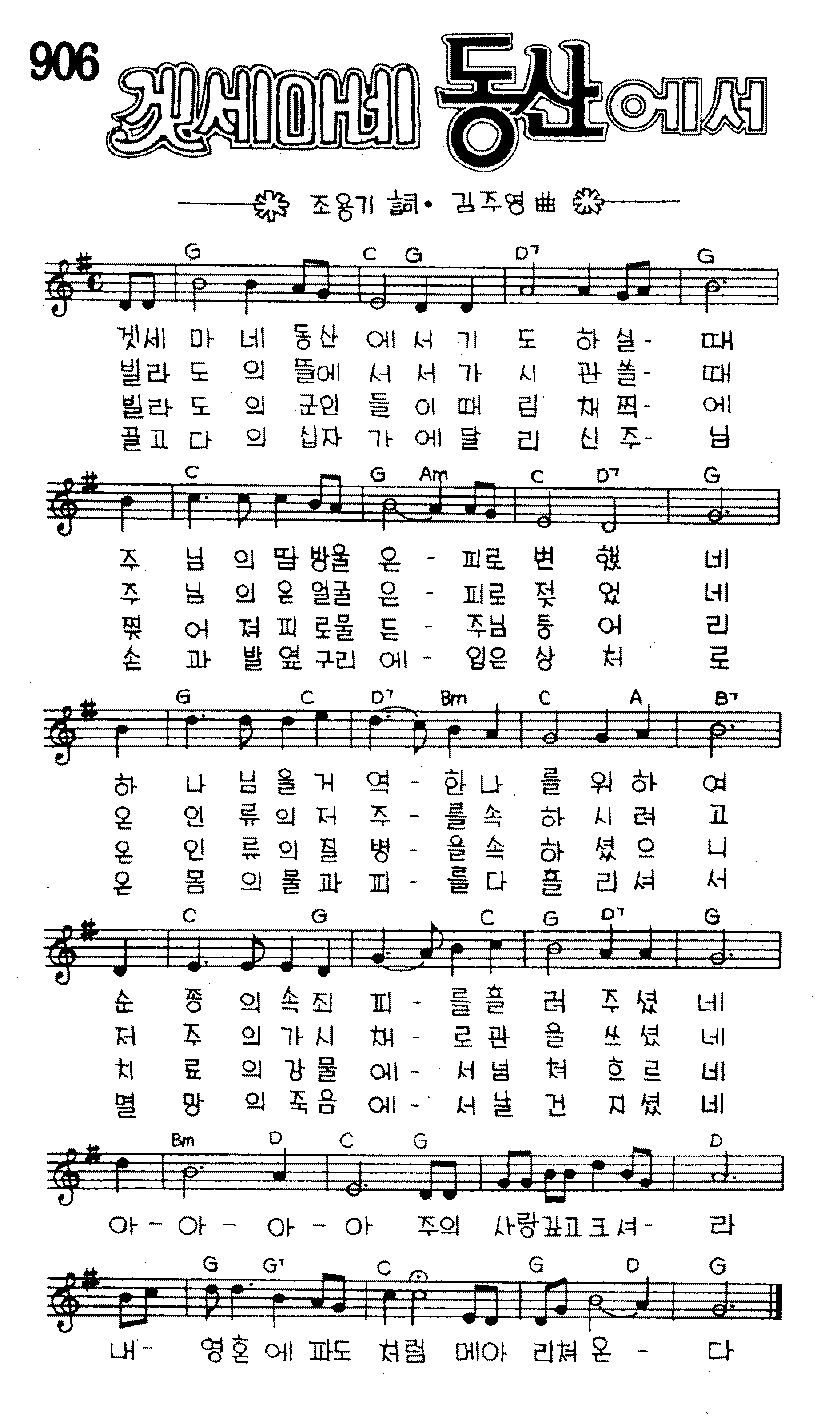 906
겟세마네 동산에서
조용기 詞· 김주영 曲
G C G D7 G
겟세 마 네 동산 에 서 기 도 하 실- 때
빌라 도 의 뜰에 서 서 가 시 관 쓸- 때
빌라 도 의 군인 들 이 때 림 채 찍- 에
골고 다 의 십자 가 에 달 리 신 주- 님
C G Am C D7 G
주 님 의 땀 방울 은 - 피로 변 했 네
주 님 의 온 얼굴 은 - 피로 젖 었 네
찢 어 져 피 로물 든 - 주님 등 어 리
손 과 발 옆 구리 에 - 입은 상 처 로
G C D7 Bm C A B7
하 나 님 을 거 역 - 한 나 를 위 하 여
온 인 류 의 저 주 - 를 속 하 시 려 고
온 인 류 의 질 병 - 을 속 하 셨 으 니
온 몸 의 물 과 피 - 를 다 흘 리 셔 서
C G C G D7 G
순 종 의 속 죄 피 - 를 흘 려 주 셨 네
저 주 의 가 시 채 - 로 관 을 쓰 셨 네
치 료 의 강 물 에 - 서 넘 쳐 흐 르 네
멸 망 의 죽 음 에 - 서 날 건 지 셨 네
Bm D C G D
아 - 아 - 아 - 아 주의 사랑 깊고 크 셔 - 라
G G7 C G D G
내 - 영혼 에 파도 처럼 메아 리쳐 온 - 다